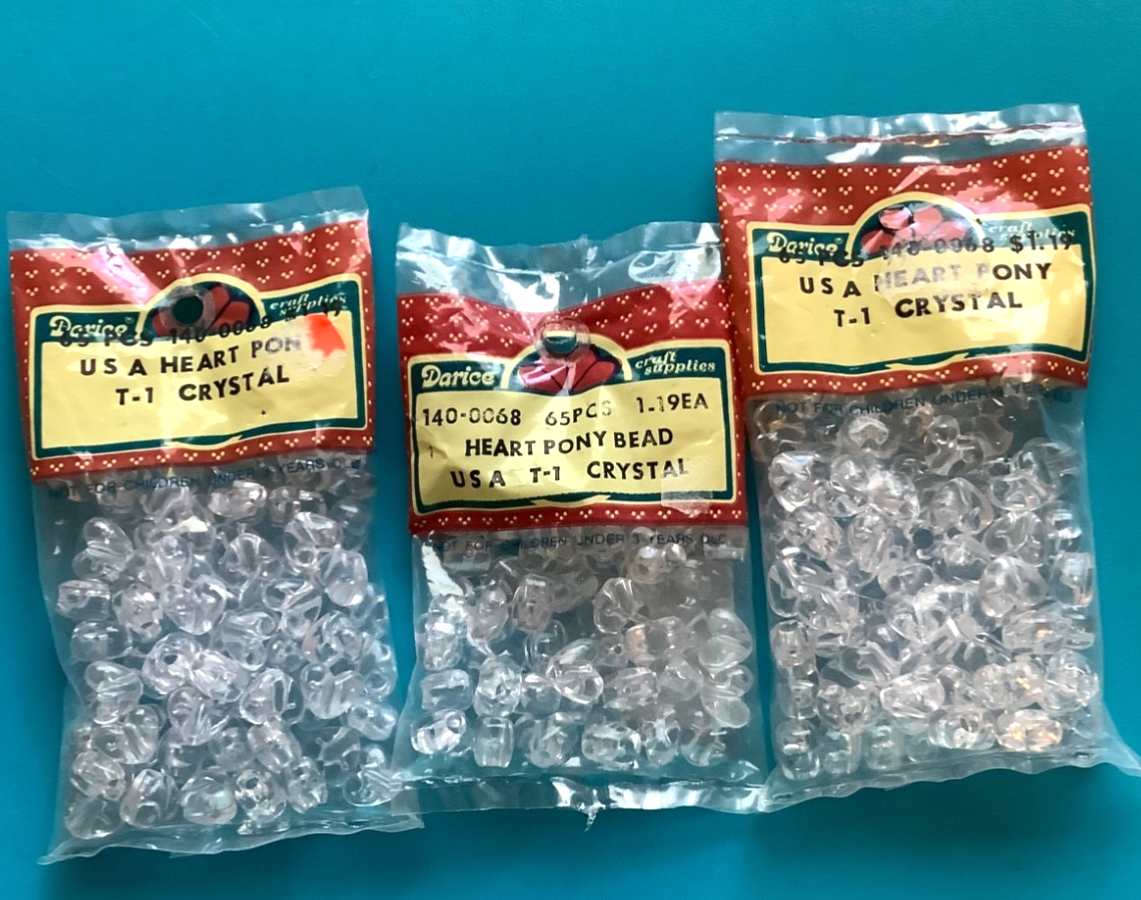 Darice
craft
supplies
65 PCS 140-0068
USA HEART PON
T-1 CRYSTAL
NOT FOR CHILDREN UNDER 3 YEARS OLD
Darice
craft
supplies
140-0068 65PCS 1.19EA
HEART PONY BEAD
USA T-1 CRYSTAL
NOT FOR CHILDREN UNDER 3 YEARS OLD
Darice
craft
supplies
65 PCS 140-0068 $1.19
USA HEART PONY
T-1 CRYSTAL
NOT FOR CHILDREN UNDER 3 YEARS OLD